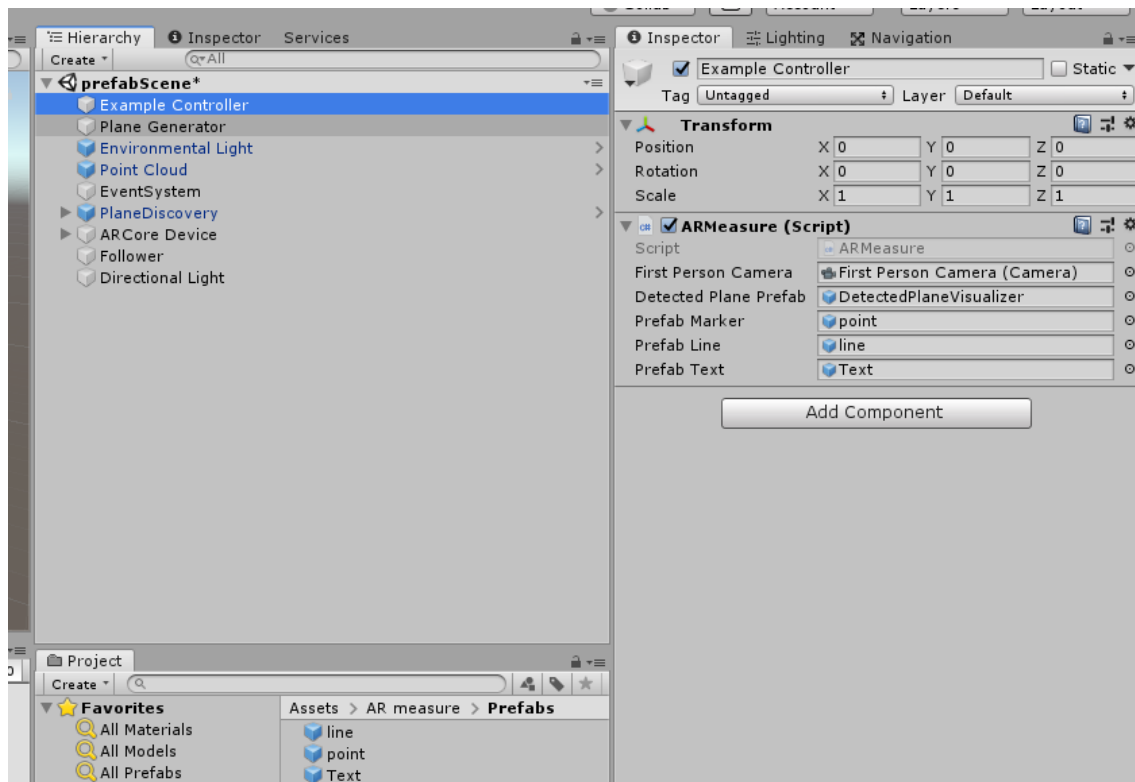 Hierarchy Inspector Services
Create All
prefabScene*
Example Controller
Plane Generator
Environmental Light
Point Cloud
EventSystem
PlaneDiscovery
ARCore Device
Follower
Directional Light
Project
Create
Favorites
All Materials
All Models
All Prefabs
Assets > AR measure > Prefabs
line
point
Text
Inspector Lighting Navigation
Example Controller Static
Tag Untagged Layer Default
Transform
Position X 0 Y 0 Z 0
Rotation X 0 Y 0 Z 0
Scale X 1 Y 1 Z 1
ARMeasure (Script)
Script ARMeasure
First Person Camera First Person Camera (Camera)
Detected Plane Prefab DetectedPlaneVisualizer
Prefab Marker point
Prefab Line line
Prefab Text Text
Add Component